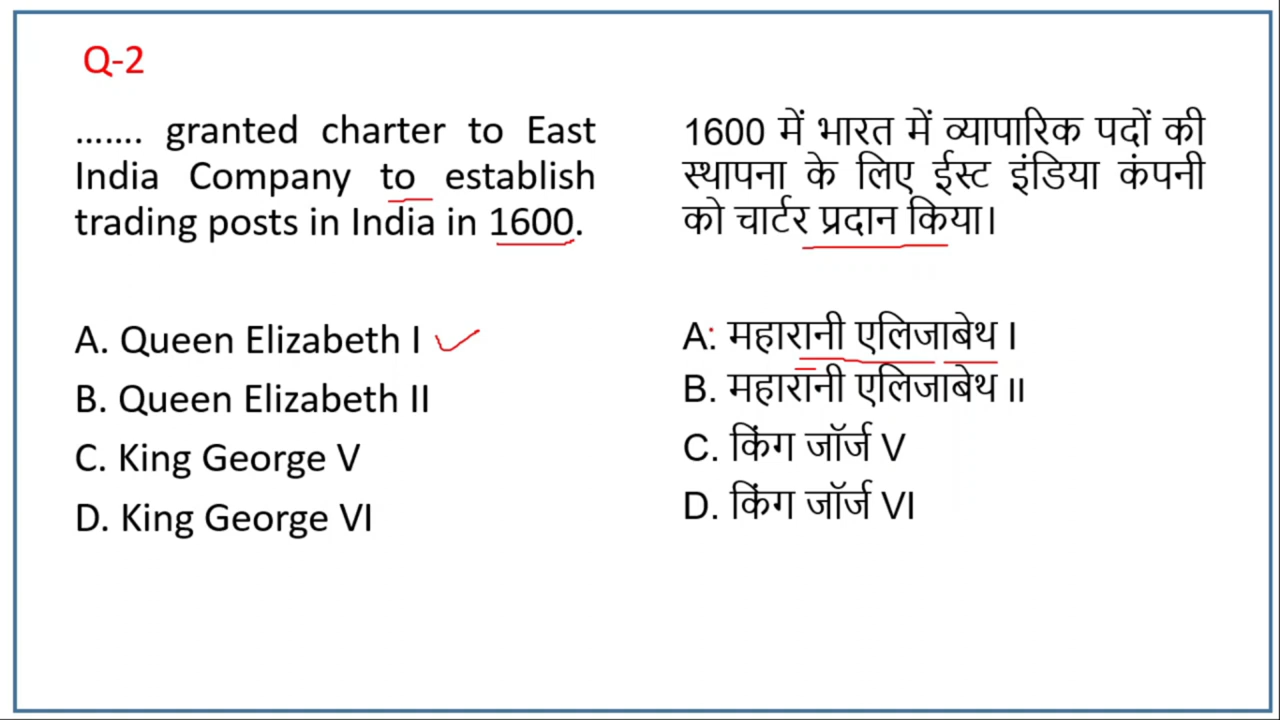 Q-2
....... granted charter to East
India Company to establish
trading posts in India in 1600.
A. Queen Elizabeth I
B. Queen Elizabeth II
C. King George V
D. King George VI
1600 में भारत में व्यापारिक पदों की
स्थापना के लिए ईस्ट इंडिया कंपनी
को चार्टर प्रदान किया।
A: महारानी एलिजाबेथ I
B. महारानी एलिजाबेथ II
C. किंग जॉर्ज V
D. किंग जॉर्ज VI